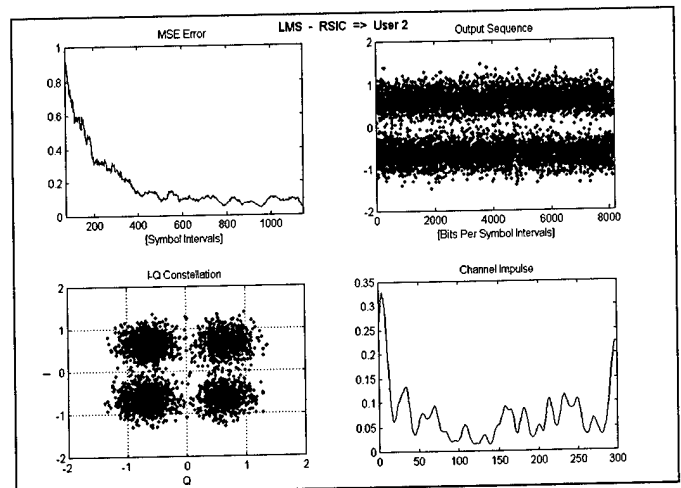 LMS - RSIC => User 2
MSE Error
1
0.8
0.6
0.4
0.2
0
200 400 600 800 1000
[Symbol Intervals]
Output Sequence
2
1
0
-1
-2
0 2000 4000 6000 8000
[Bits Per Symbol Intervals]
I-Q Constellation
2
1
0
-1
-2
I
-2 -1 0 1 2
Q
Channel Impulse
0.35
0.3
0.25
0.2
0.15
0.1
0.05
0
0 50 100 150 200 250 300